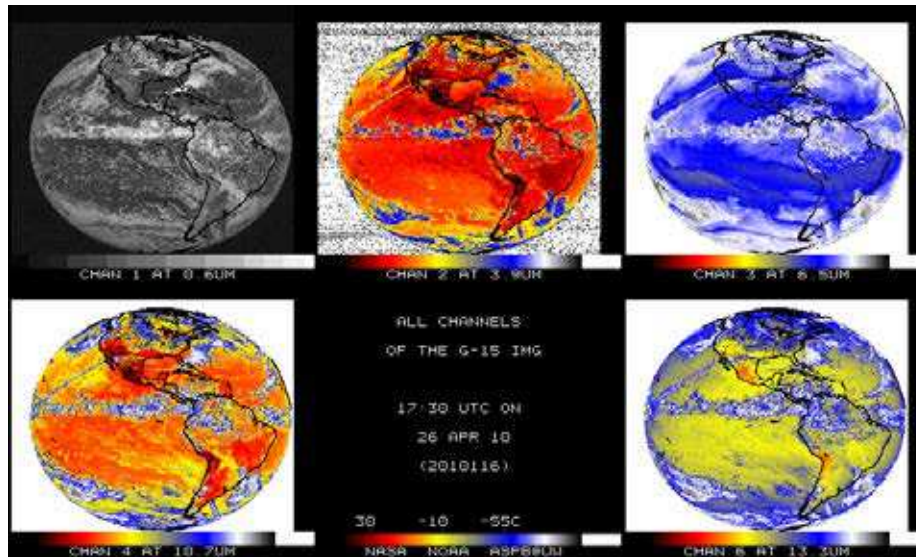 CHAN 1 AT 0.6UM
CHAN 2 AT 3.9UM
CHAN 3 AT 6.5UM
ALL CHANNELS
OF THE G-15 IMG
17:30 UTC ON
26 APR 10
(2010116)
30 -10 -55C
CHAN 4 AT 10.7UM
NASA NOAA ASPB@UW
CHAN 6 AT 13.3UM